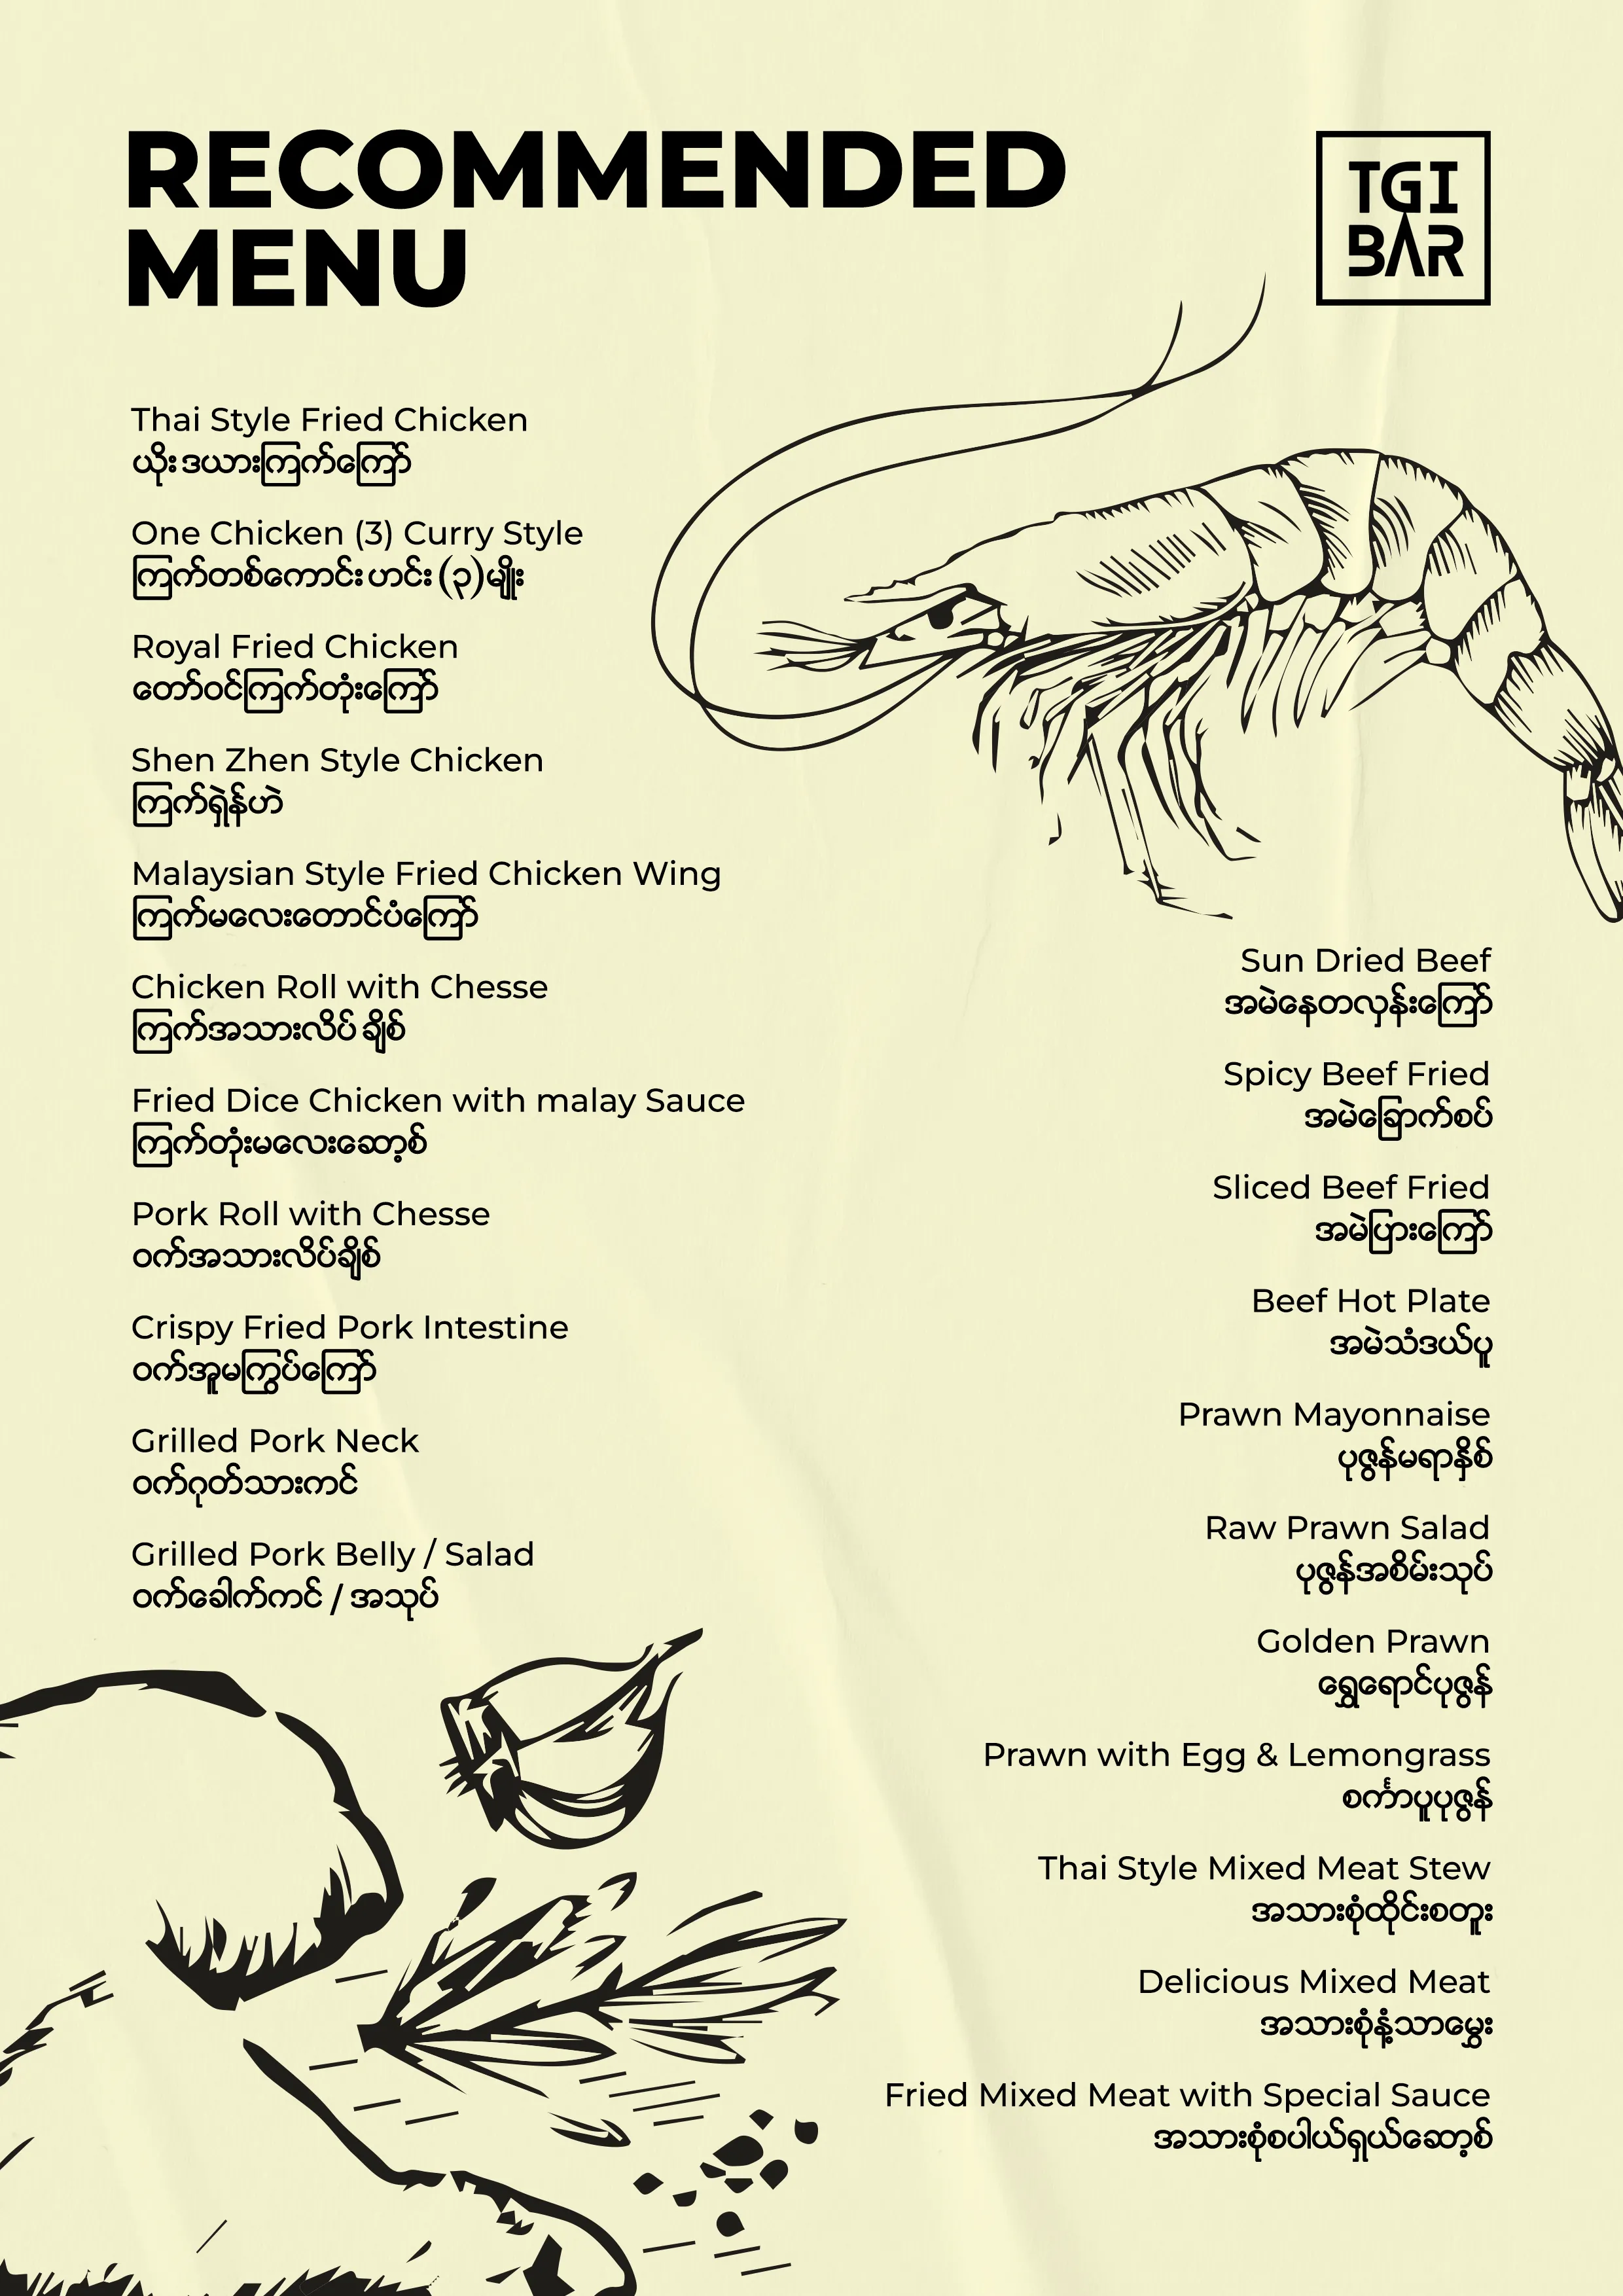 RECOMMENDED
MENU
TGI
BAR
Thai Style Fried Chicken
ယိုးဒယားကြက်ကြော်
One Chicken (3) Curry Style
ကြက်တစ်ကောင်းဟင်း (၃)မျိုး
Royal Fried Chicken
တော်ဝင်ကြက်တုံးကြော်
Shen Zhen Style Chicken
ကြက်ရှဲန်ဟဲ
Malaysian Style Fried Chicken Wing
ကြက်မလေးတောင်ပံကြော်
Chicken Roll with Chesse
ကြက်အသားလိပ် ချိစ်
Fried Dice Chicken with malay Sauce
ကြက်တုံးမလေးဆော့စ်
Pork Roll with Chesse
ဝက်အသားလိပ်ချိစ်
Crispy Fried Pork Intestine
ဝက်အူမကြွပ်ကြော်
Grilled Pork Neck
ဝက်ဂုတ်သားကင်
Grilled Pork Belly / Salad
ဝက်ခေါက်ကင် / အသုပ်
Sun Dried Beef
အမဲနေတလှန်းကြော်
Spicy Beef Fried
အမဲခြောက်စပ်
Sliced Beef Fried
အမဲပြားကြော်
Beef Hot Plate
အမဲသံဒယ်ပူ
Prawn Mayonnaise
ပုဇွန်မရာနိစ်
Raw Prawn Salad
ပုဇွန်အစိမ်းသုပ်
Golden Prawn
ရွှေရောင်ပုဇွန်
Prawn with Egg & Lemongrass
စင်္ကာပူပုဇွန်
Thai Style Mixed Meat Stew
အသားစုံထိုင်းစတူး
Delicious Mixed Meat
အသားစုံနံ့သာမွှေး
Fried Mixed Meat with Special Sauce
အသားစုံစပါယ်ရှယ်ဆော့စ်